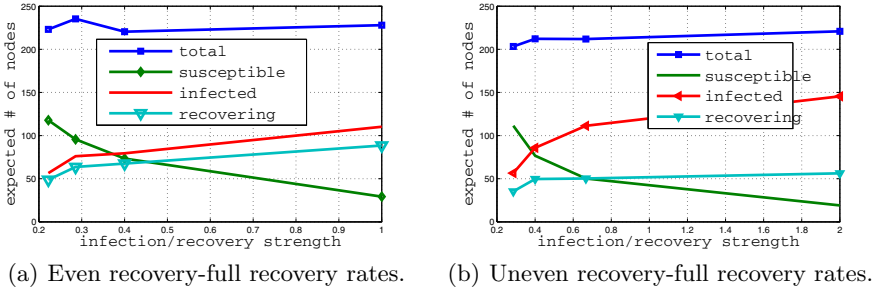 250
200
150
100
50
0
expected # of nodes
total
susceptible
infected
recovering
0.2 0.3 0.4 0.5 0.6 0.7 0.8 0.9 1
infection/recovery strength
(a) Even recovery-full recovery rates.
250
200
150
100
50
0
expected # of nodes
total
susceptible
infected
recovering
0.2 0.4 0.6 0.8 1 1.2 1.4 1.6 1.8 2
infection/recovery strength
(b) Uneven recovery-full recovery rates.